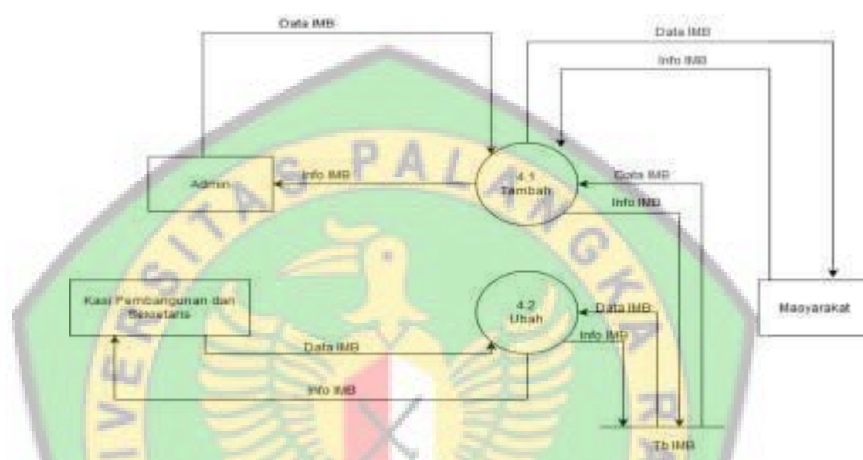 Data IMB
Data IMB
Info IMB
Admin
Info IMB
4.1
Tambah
Data IMB
Info IMB
Kasi Pembangunan dan
Sekretaris
4.2
Ubah
Data IMB
Info IMB
Masyarakat
Data IMB
Info IMB
Tb IMB
UNIVERSITAS PALANGKA R